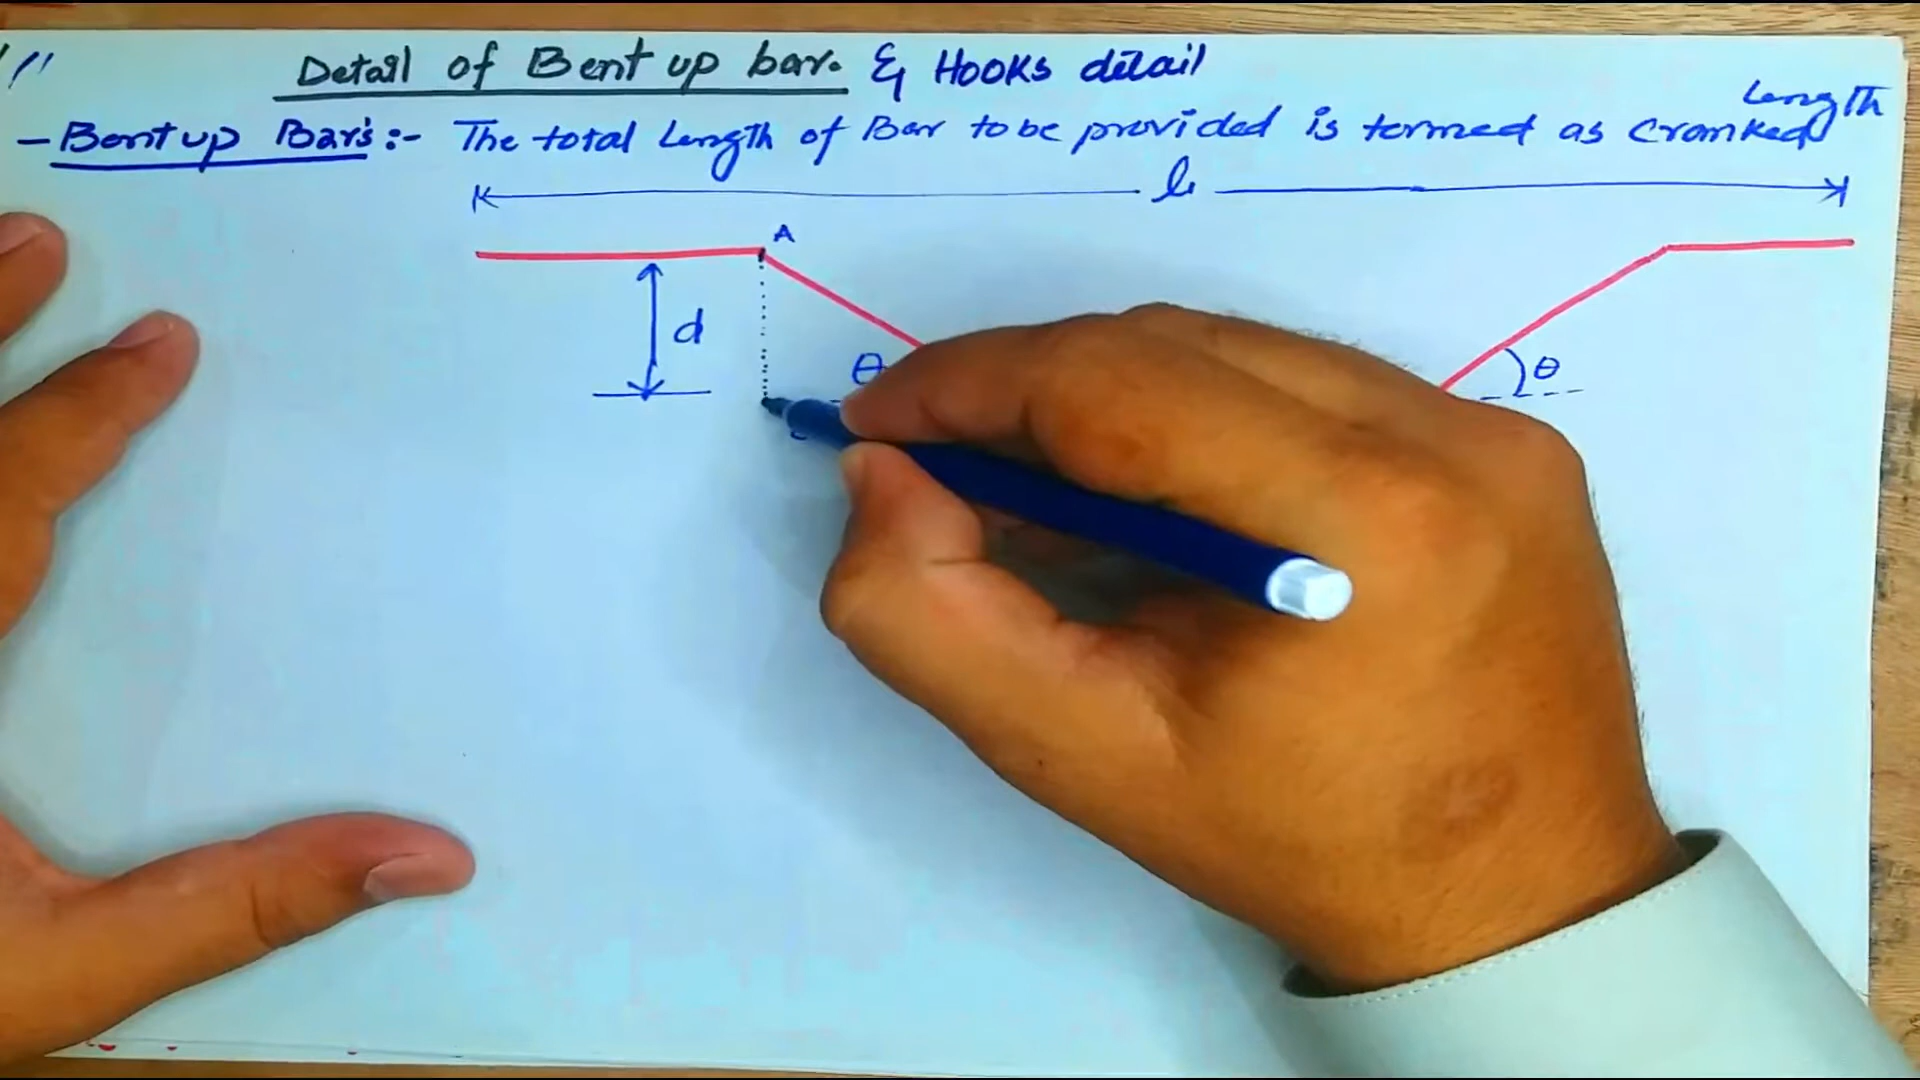 Detail of Bent up bar. & Hooks detail
Length
- Bent up Bar's:- The total Length of Bar to be provided is termed as Cranked
l
A
d
θ
θ